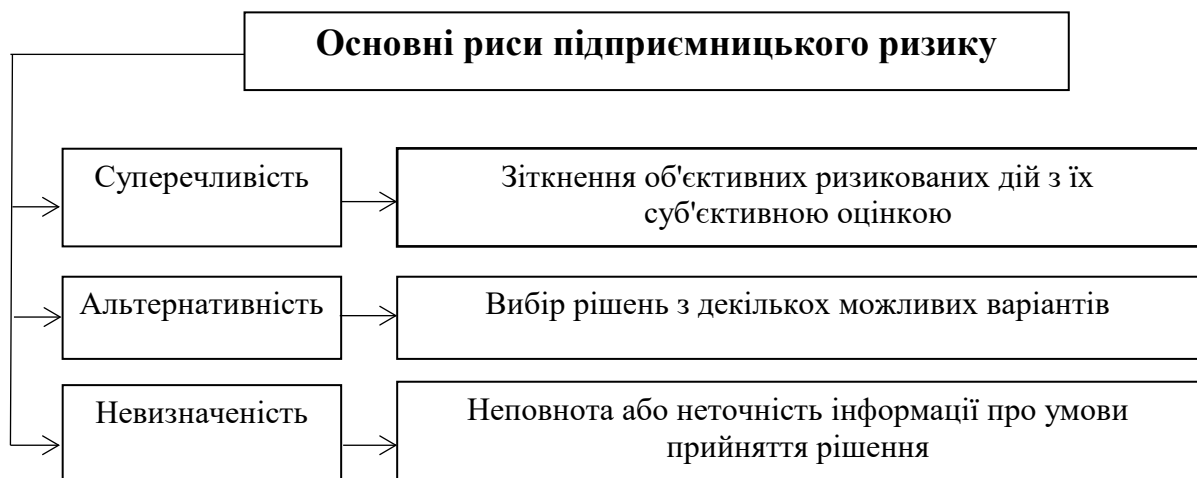 Основні риси підприємницького ризику
Суперечливість
Зіткнення об'єктивних ризикованих дій з їх
суб'єктивною оцінкою
Альтернативність
Вибір рішень з декількох можливих варіантів
Невизначеність
Неповнота або неточність інформації про умови
прийняття рішення